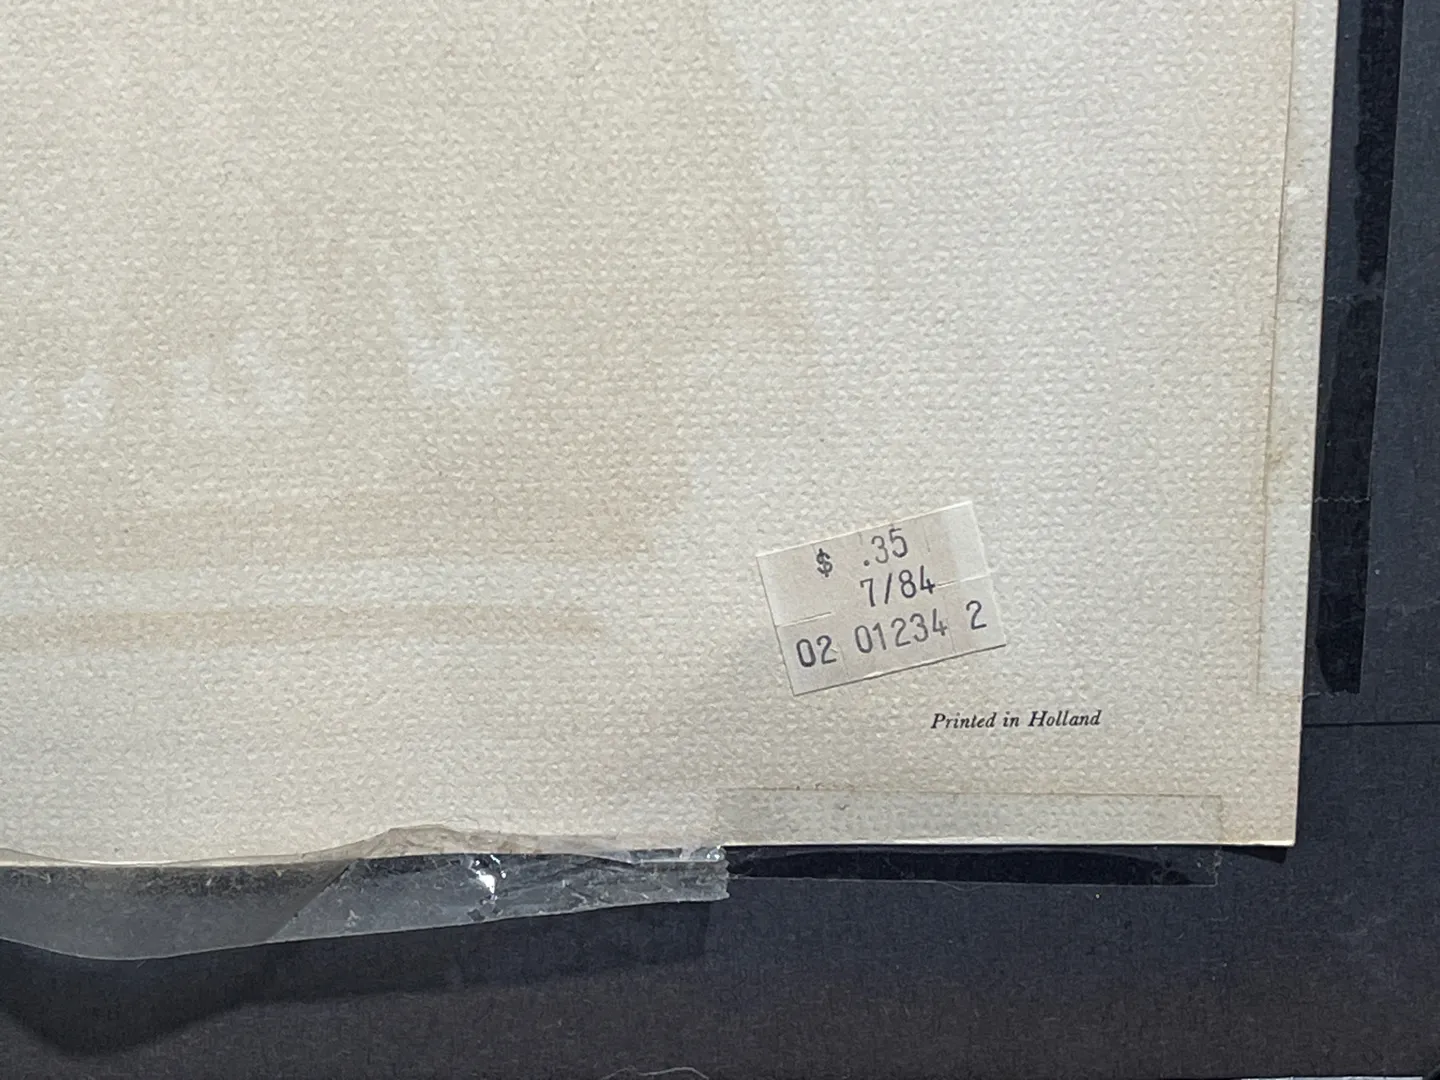 $ .35
7/84
02 01234 2
Printed in Holland